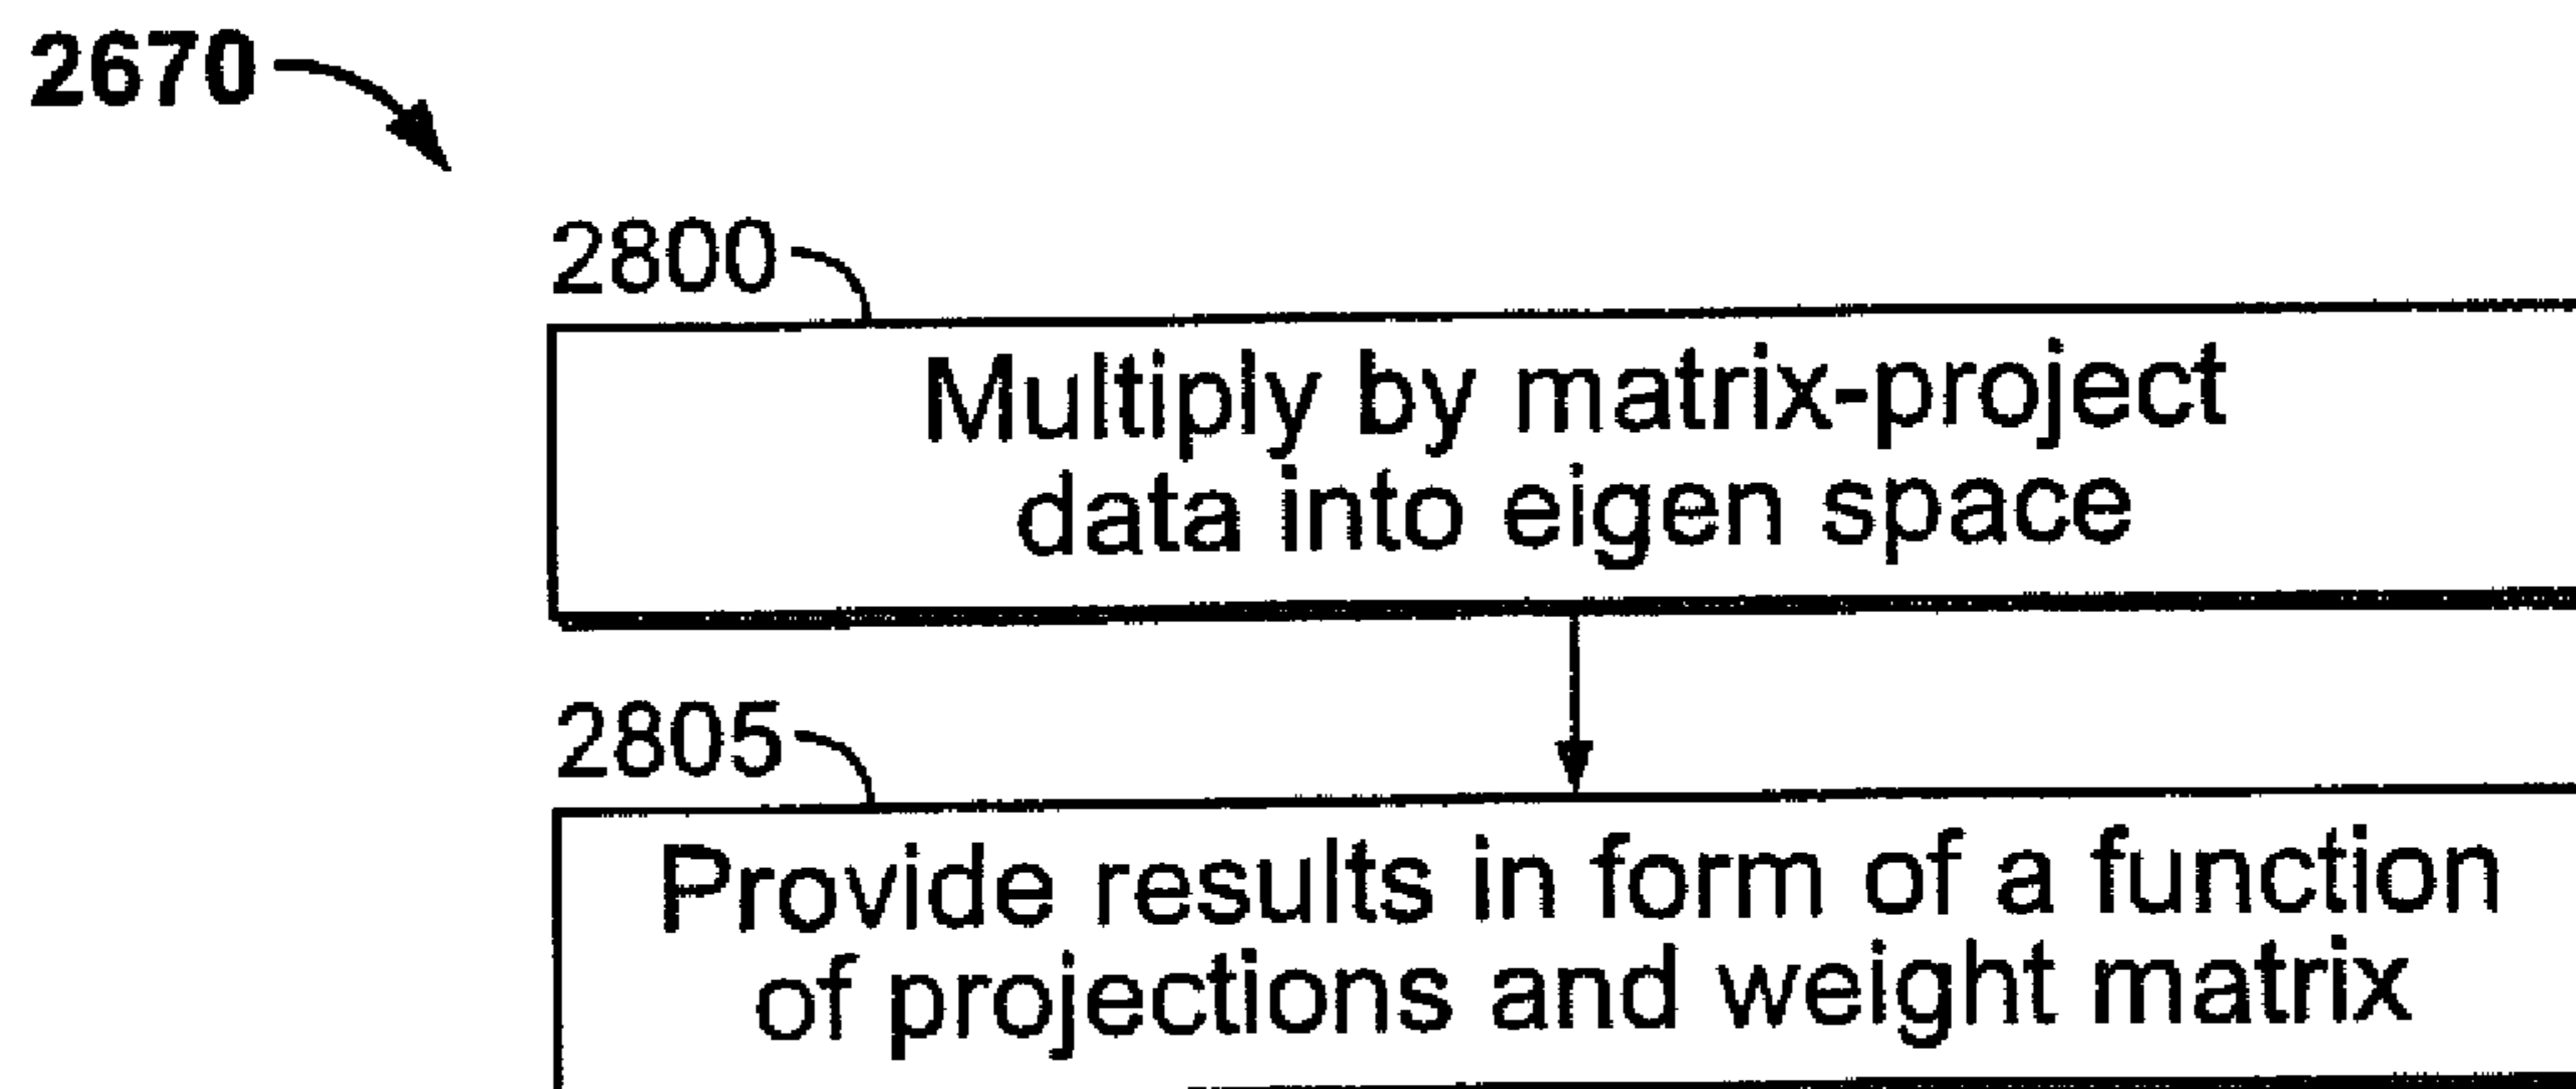 2670
2800
Multiply by matrix-project
data into eigen space
2805
Provide results in form of a function
of projections and weight matrix